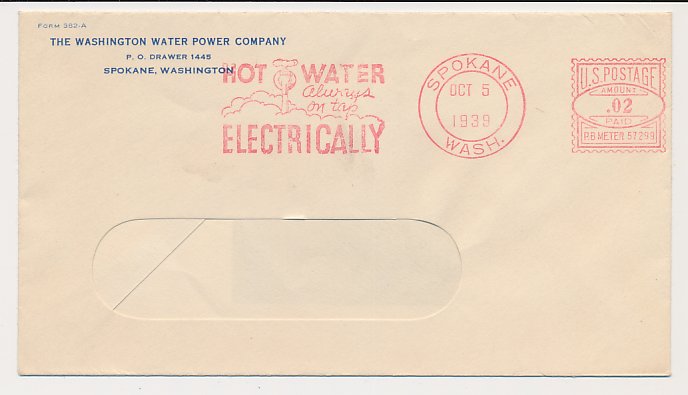 FORM 382-A
THE WASHINGTON WATER POWER COMPANY
P. O. DRAWER 1445
SPOKANE, WASHINGTON
HOT WATER
always
on tap
ELECTRICALLY
SPOKANE
OCT 5
1939
WASH.
U.S. POSTAGE
AMOUNT
.02
PAID
P.B. METER 57299